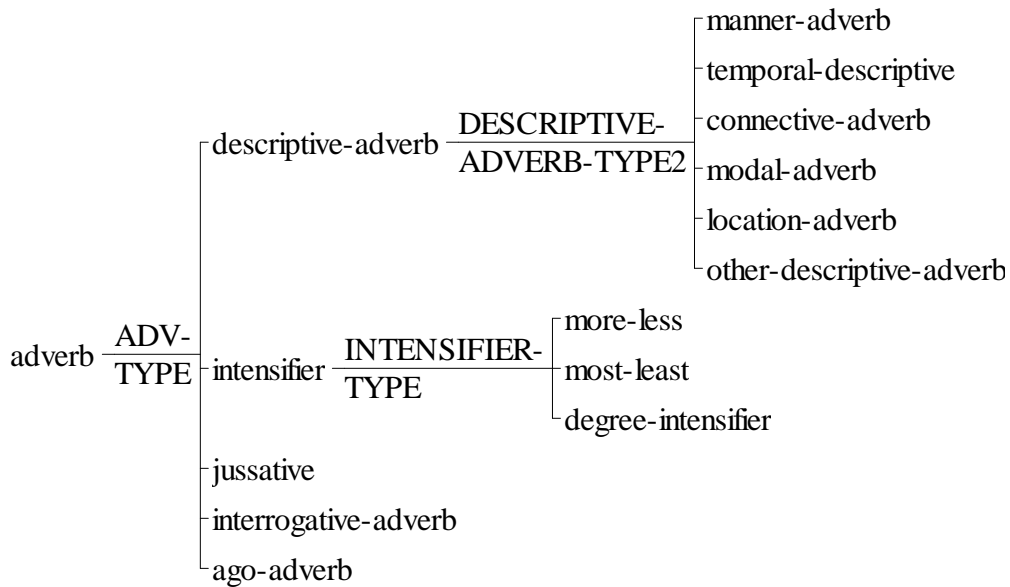 manner-adverb
temporal-descriptive
connective-adverb
descriptive-adverb DESCRIPTIVE-
ADVERB-TYPE2
modal-adverb
location-adverb
other-descriptive-adverb
more-less
adverb ADV-
TYPE
intensifier INTENSIFIER-
TYPE
most-least
degree-intensifier
jussative
interrogative-adverb
ago-adverb